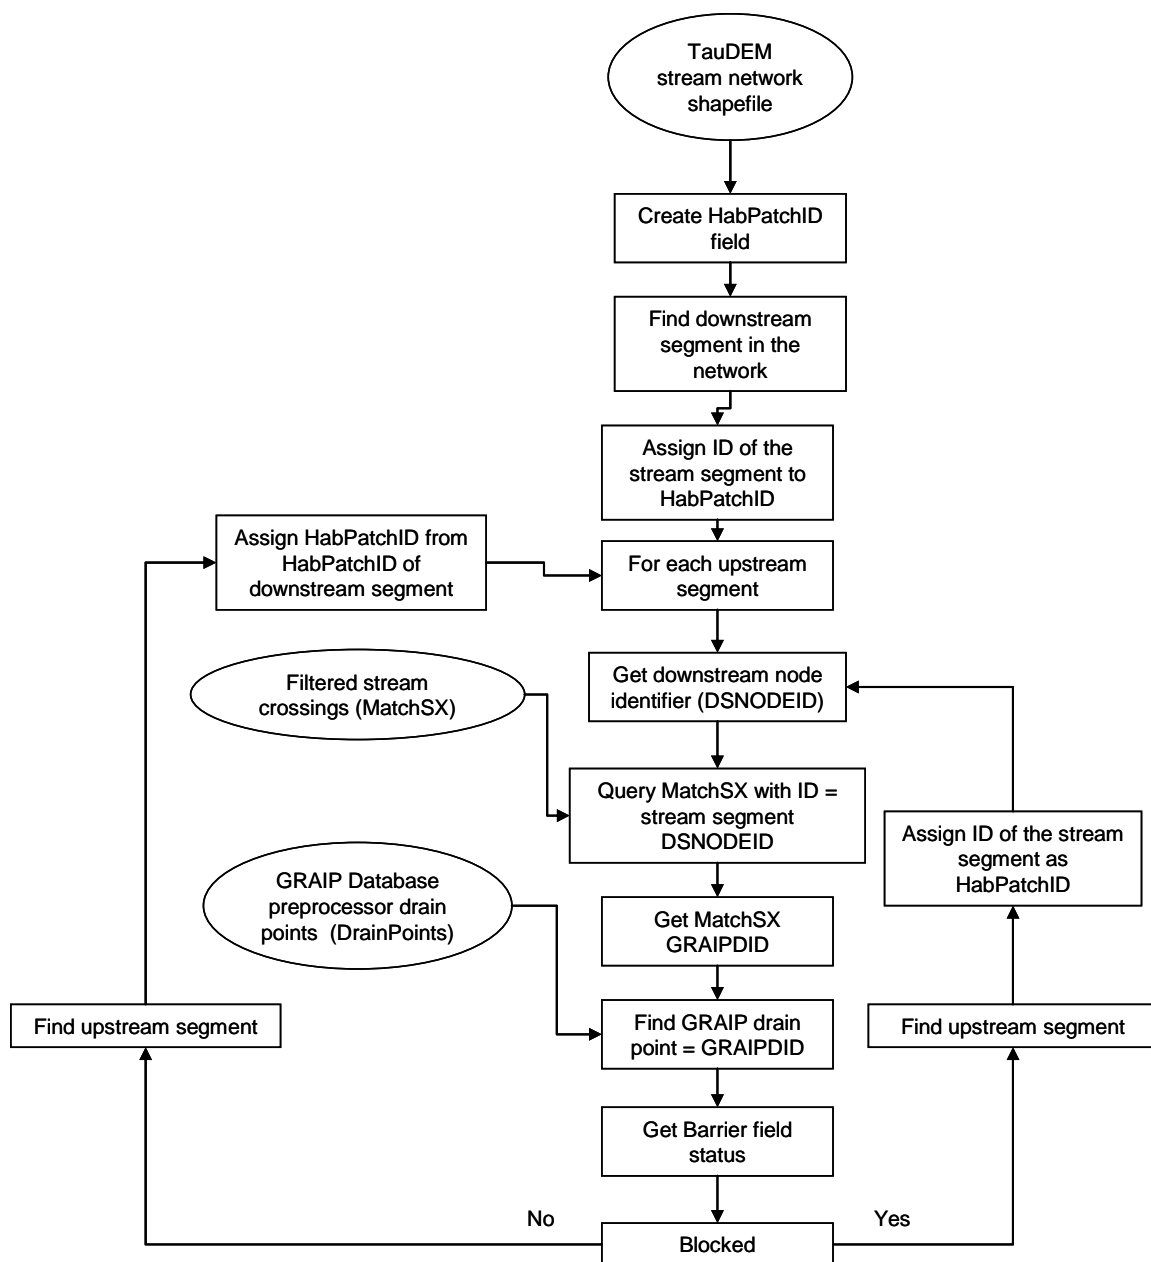 TauDEM
stream network
shapefile
Create HabPatchID
field
Find downstream
segment in the
network
Assign ID of the
stream segment to
HabPatchID
Assign HabPatchID from
HabPatchID of
downstream segment
For each upstream
segment
Filtered stream
crossings (MatchSX)
Get downstream node
identifier (DSNODEID)
Query MatchSX with ID =
stream segment
DSNODEID
Assign ID of the stream
segment as
HabPatchID
GRAIP Database
preprocessor drain
points (DrainPoints)
Get MatchSX
GRAIPDID
Find upstream segment
Find GRAIP drain
point = GRAIPDID
Find upstream segment
Get Barrier field
status
No
Yes
Blocked